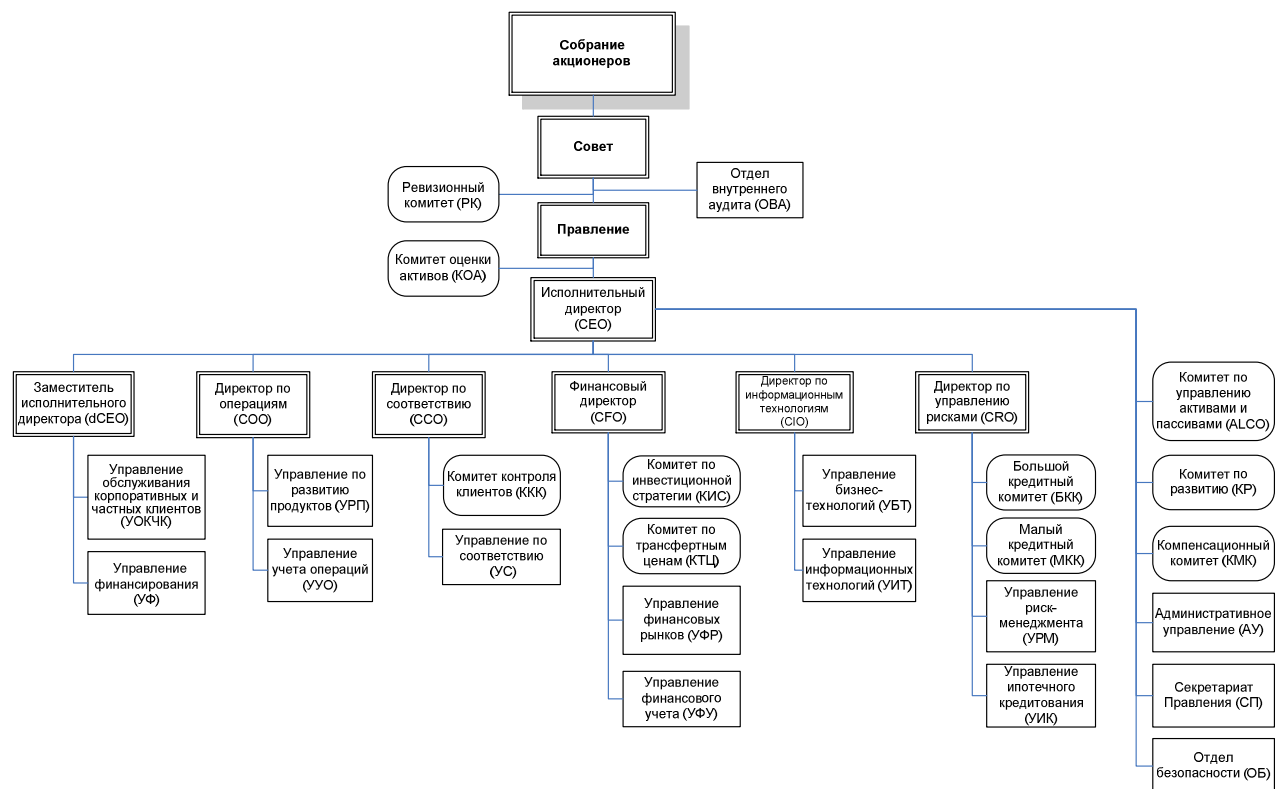 Собрание
акционеров
Совет
Ревизионный
комитет (РК)
Отдел
внутреннего
аудита (ОВА)
Правление
Комитет оценки
активов (КОА)
Исполнительный
директор
(CEO)
Заместитель
исполнительного
директора (dCEO)
Директор по
операциям
(COO)
Директор по
соответствию
(CCO)
Финансовый
директор
(CFO)
Директор по
информационным
технологиям
(CIO)
Директор по
управлению
рисками (CRO)
Комитет по
управлению
активами и
пассивами (ALCO)
Управление
обслуживания
корпоративных и
частных клиентов
(УОКЧК)
Управление
финансирования
(УФ)
Управление по
развитию
продуктов (УРП)
Управление
учета операций
(УУО)
Комитет контроля
клиентов (ККК)
Управление по
соответствию
(УС)
Комитет по
инвестиционной
стратегии (КИС)
Комитет по
трансфертным
ценам (КТЦ)
Управление
финансовых
рынков (УФР)
Управление
финансового
учета (УФУ)
Управление
бизнес-
технологий (УБТ)
Управление
информационных
технологий (УИТ)
Большой
кредитный
комитет (БКК)
Малый
кредитный
комитет (МКК)
Управление
риск-
менеджмента
(УРМ)
Управление
ипотечного
кредитования
(УИК)
Комитет по
развитию (КР)
Компенсационный
комитет (КМК)
Административное
управление (АУ)
Секретариат
Правления (СП)
Отдел
безопасности (ОБ)